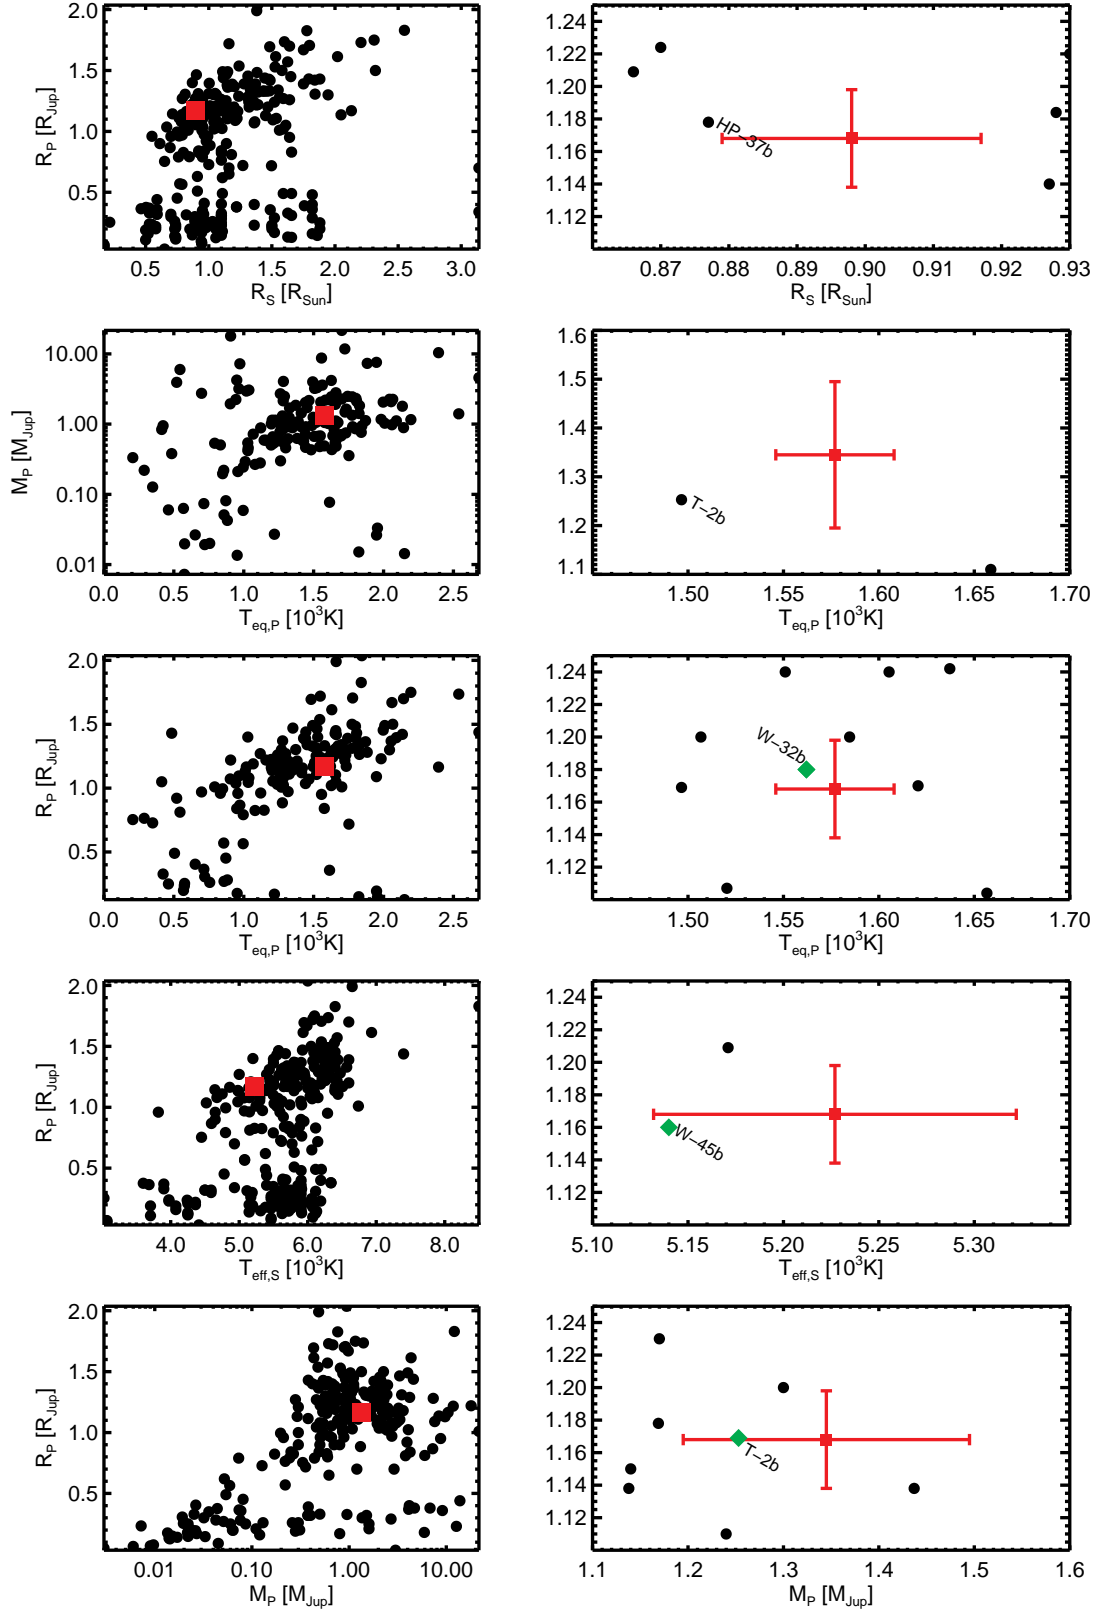 2.0
1.5
1.0
0.5
R_P [R_Jup]
0.5 1.0 1.5 2.0 2.5 3.0
R_S [R_Sun]
1.24
1.22
1.20
1.18
1.16
1.14
1.12
HP−37b
0.87 0.88 0.89 0.90 0.91 0.92 0.93
R_S [R_Sun]
10.00
1.00
0.10
0.01
M_P [M_Jup]
0.0 0.5 1.0 1.5 2.0 2.5
T_eq,P [10³K]
1.6
1.5
1.4
1.3
1.2
1.1
T−2b
1.50 1.55 1.60 1.65 1.70
T_eq,P [10³K]
2.0
1.5
1.0
0.5
R_P [R_Jup]
0.0 0.5 1.0 1.5 2.0 2.5
T_eq,P [10³K]
1.24
1.22
1.20
1.18
1.16
1.14
1.12
W−32b
1.50 1.55 1.60 1.65 1.70
T_eq,P [10³K]
2.0
1.5
1.0
0.5
R_P [R_Jup]
4.0 5.0 6.0 7.0 8.0
T_eff,S [10³K]
1.24
1.22
1.20
1.18
1.16
1.14
1.12
W−45b
5.10 5.15 5.20 5.25 5.30
T_eff,S [10³K]
2.0
1.5
1.0
0.5
R_P [R_Jup]
0.01 0.10 1.00 10.00
M_P [M_Jup]
1.24
1.22
1.20
1.18
1.16
1.14
1.12
T−2b
1.1 1.2 1.3 1.4 1.5 1.6
M_P [M_Jup]